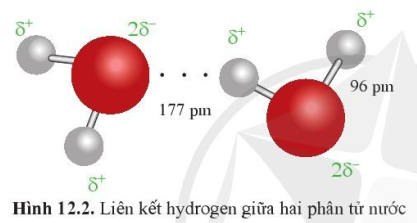 δ⁺ 2δ⁻ δ⁺ δ⁺
177 pm 96 pm
δ⁺ 2δ⁻
Hình 12.2. Liên kết hydrogen giữa hai phân tử nước